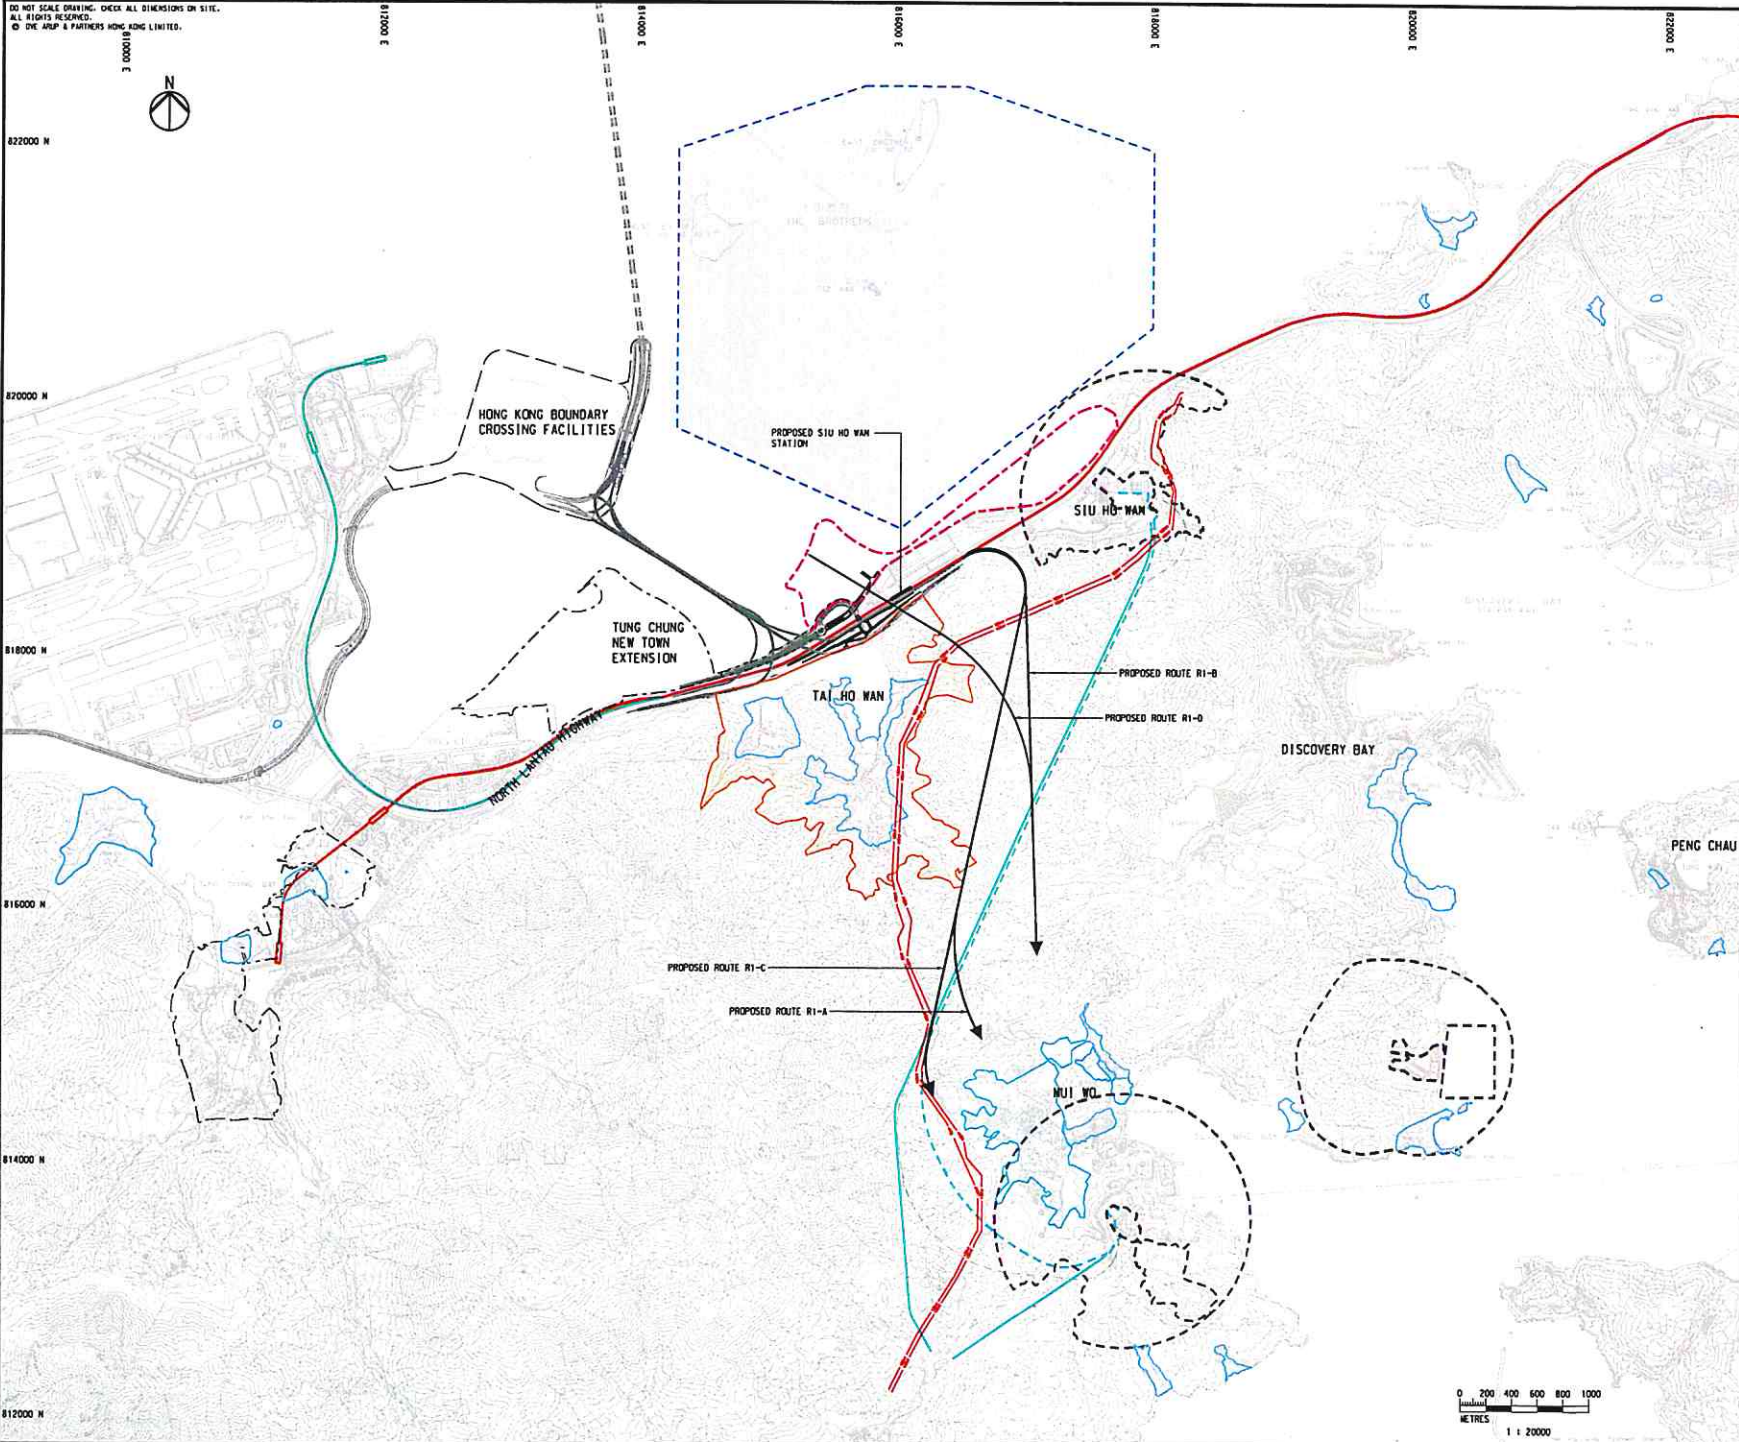 DO NOT SCALE DRAWING. CHECK ALL DIMENSIONS ON SITE.
ALL RIGHTS RESERVED.
© OVE ARUP & PARTNERS HONG KONG LIMITED.
810000 E
812000 E
814000 E
816000 E
818000 E
820000 E
822000 E
N
822000 N
820000 N
HONG KONG BOUNDARY
CROSSING FACILITIES
PROPOSED SIU HO WAN
STATION
SIU HO WAN
TUNG CHUNG
NEW TOWN
EXTENSION
818000 N
TAI HO WAN
PROPOSED ROUTE R1-B
PROPOSED ROUTE R1-D
NORTH LANTAU HIGHWAY
DISCOVERY BAY
PENG CHAU
816000 N
PROPOSED ROUTE R1-C
PROPOSED ROUTE R1-A
MUI WO
814000 N
812000 N
0 200 400 600 800 1000
METRES
1 : 20000